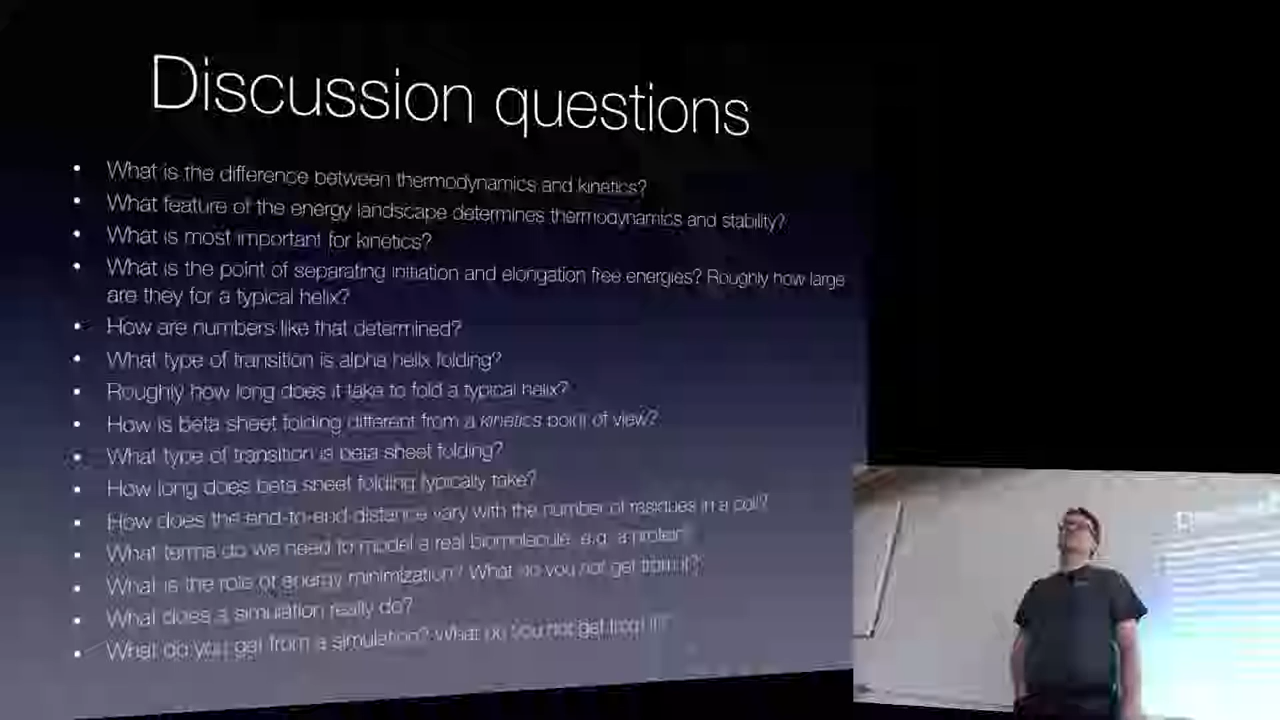 Discussion questions
• What is the difference between thermodynamics and kinetics?
• What feature of the energy landscape determines thermodynamics and stability?
• What is most important for kinetics?
• What is the point of separating initiation and elongation free energies? Roughly how large
are they for a typical helix?
• How are numbers like that determined?
• What type of transition is alpha helix folding?
• Roughly how long does it take to fold a typical helix?
• How is beta sheet folding different from a kinetics point of view?
• What type of transition is beta sheet folding?
• How long does beta sheet folding typically take?
• How does the end-to-end-distance vary with the number of residues in a coil?
• What terms do we need to model a real biomolecule, e.g. a protein?
• What is the role of energy minimization? What do you not get from it?
• What does a simulation really do?
• What do you get from a simulation? What do you not get from it?